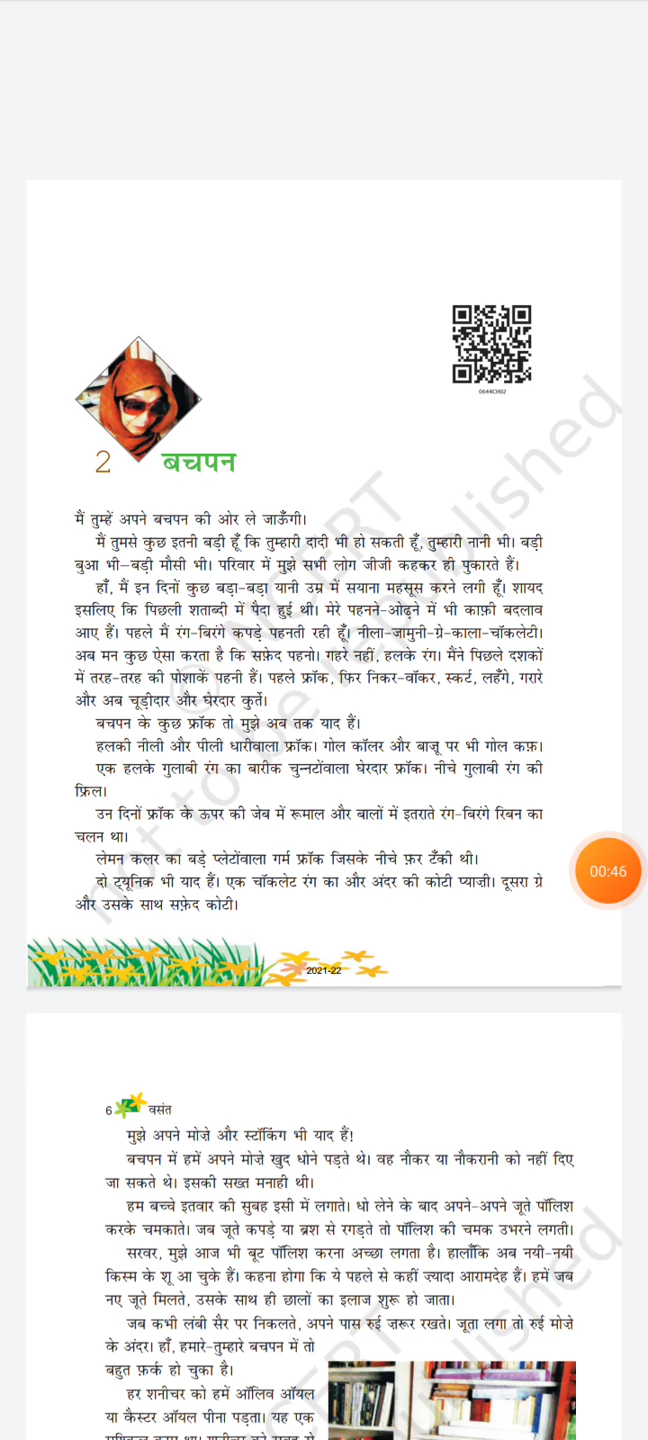 0644CH02
2 बचपन
मैं तुम्हें अपने बचपन की ओर ले जाऊँगी।
मैं तुमसे कुछ इतनी बड़ी हूँ कि तुम्हारी दादी भी हो सकती हूँ, तुम्हारी नानी भी। बड़ी
बुआ भी–बड़ी मौसी भी। परिवार में मुझे सभी लोग जीजी कहकर ही पुकारते हैं।
हाँ, मैं इन दिनों कुछ बड़ा-बड़ा यानी उम्र में सयाना महसूस करने लगी हूँ। शायद
इसलिए कि पिछली शताब्दी में पैदा हुई थी। मेरे पहनने-ओढ़ने में भी काफ़ी बदलाव
आए हैं। पहले मैं रंग-बिरंगे कपड़े पहनती रही हूँ। नीला-जामुनी-ग्रे-काला-चॉकलेटी।
अब मन कुछ ऐसा करता है कि सफ़ेद पहनो। गहरे नहीं, हलके रंग। मैंने पिछले दशकों
में तरह-तरह की पोशाकें पहनी हैं। पहले फ्रॉक, फिर निकर-वॉकर, स्कर्ट, लहँगे, गरारे
और अब चूड़ीदार और घेरदार कुर्ते।
बचपन के कुछ फ्रॉक तो मुझे अब तक याद हैं।
हलकी नीली और पीली धारीवाला फ्रॉक। गोल कॉलर और बाजू पर भी गोल कफ़।
एक हलके गुलाबी रंग का बारीक चुन्नटोंवाला घेरदार फ्रॉक। नीचे गुलाबी रंग की
फ्रिल।
उन दिनों फ्रॉक के ऊपर की जेब में रूमाल और बालों में इतराते रंग-बिरंगे रिबन का
चलन था।
लेमन कलर का बड़े प्लेटोंवाला गर्म फ्रॉक जिसके नीचे फ़र टँकी थी।
दो ट्यूनिक भी याद हैं। एक चॉकलेट रंग का और अंदर की कोटी प्याज़ी। दूसरा ग्रे
और उसके साथ सफ़ेद कोटी।
00:46
© NCERT
not to be republished
2021-22
6 वसंत
मुझे अपने मोज़े और स्टॉकिंग भी याद हैं!
बचपन में हमें अपने मोज़े खुद धोने पड़ते थे। वह नौकर या नौकरानी को नहीं दिए
जा सकते थे। इसकी सख्त मनाही थी।
हम बच्चे इतवार की सुबह इसी में लगाते। धो लेने के बाद अपने-अपने जूते पॉलिश
करके चमकाते। जब जूते कपड़े या ब्रश से रगड़ते तो पॉलिश की चमक उभरने लगती।
सरवर, मुझे आज भी बूट पॉलिश करना अच्छा लगता है। हालाँकि अब नयी-नयी
किस्म के शू आ चुके हैं। कहना होगा कि ये पहले से कहीं ज़्यादा आरामदेह हैं। हमें जब
नए जूते मिलते, उसके साथ ही छालों का इलाज शुरू हो जाता।
जब कभी लंबी सैर पर निकलते, अपने पास रुई ज़रूर रखते। जूता लगा तो रुई मोज़े
के अंदर। हाँ, हमारे-तुम्हारे बचपन में तो
बहुत फ़र्क हो चुका है।
हर शनीचर को हमें ऑलिव ऑयल
या कैस्टर ऑयल पीना पड़ता। यह एक